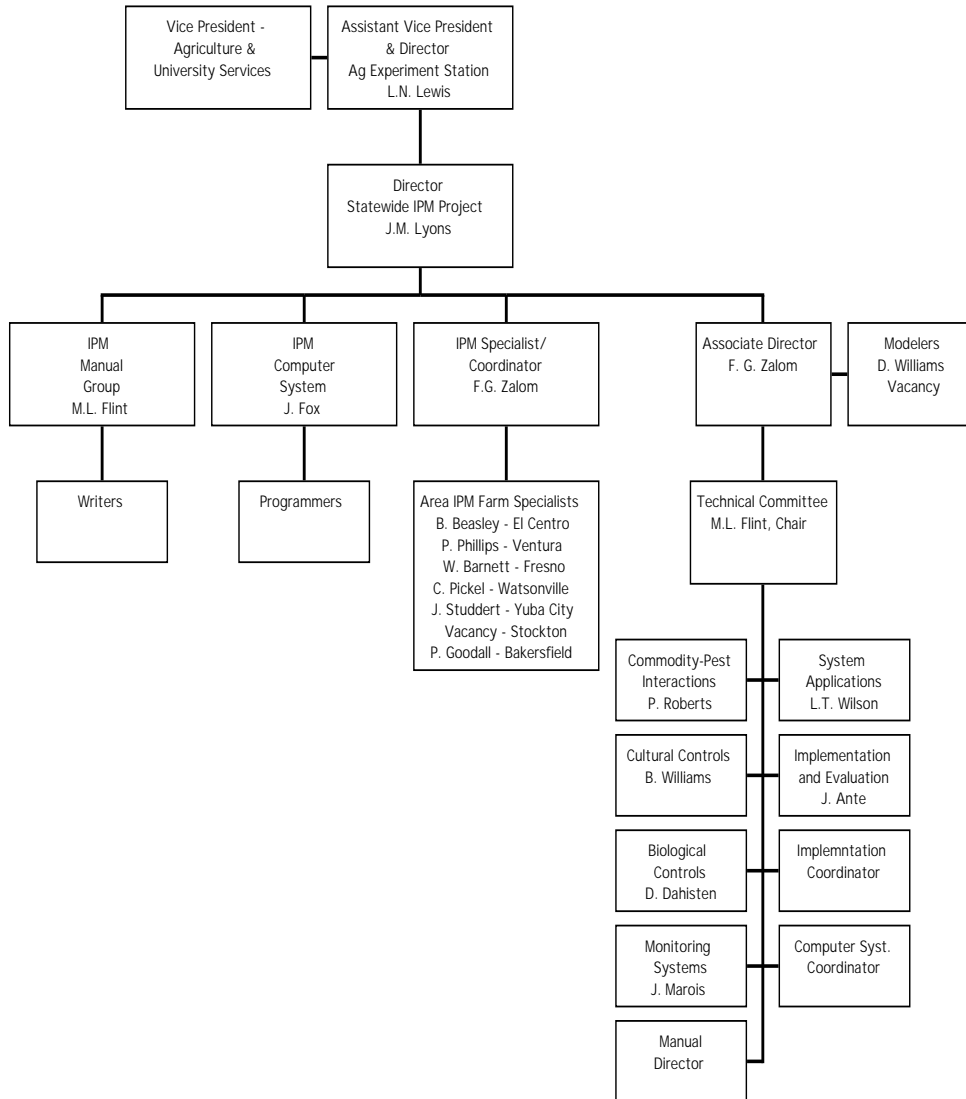 Vice President -
Agriculture &
University Services
Assistant Vice President
& Director
Ag Experiment Station
L.N. Lewis
Director
Statewide IPM Project
J.M. Lyons
IPM
Manual
Group
M.L. Flint
IPM
Computer
System
J. Fox
IPM Specialist/
Coordinator
F.G. Zalom
Associate Director
F. G. Zalom
Modelers
D. Williams
Vacancy
Writers
Programmers
Area IPM Farm Specialists
B. Beasley - El Centro
P. Phillips - Ventura
W. Barnett - Fresno
C. Pickel - Watsonville
J. Studdert - Yuba City
Vacancy - Stockton
P. Goodall - Bakersfield
Technical Committee
M.L. Flint, Chair
Commodity-Pest
Interactions
P. Roberts
System
Applications
L.T. Wilson
Cultural Controls
B. Williams
Implementation
and Evaluation
J. Ante
Biological
Controls
D. Dahisten
Implemntation
Coordinator
Monitoring
Systems
J. Marois
Computer Syst.
Coordinator
Manual
Director